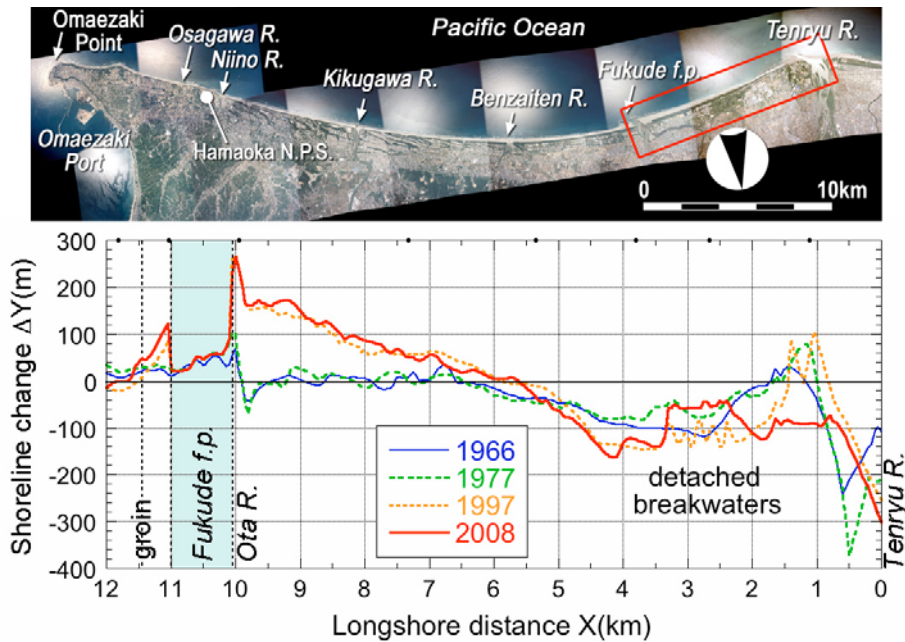 Omaezaki
Point
Osagawa R.
Niino R.
Pacific Ocean
Tenryu R.
Kikugawa R.
Fukude f.p.
Benzaiten R.
Omaezaki
Port
Hamaoka N.P.S.
0 10km
Shoreline change ΔY(m)
300
200
100
0
-100
-200
-300
-400
groin
Fukude f.p.
Ota R.
1966
1977
1997
2008
detached
breakwaters
Tenryu R.
12 11 10 9 8 7 6 5 4 3 2 1 0
Longshore distance X(km)